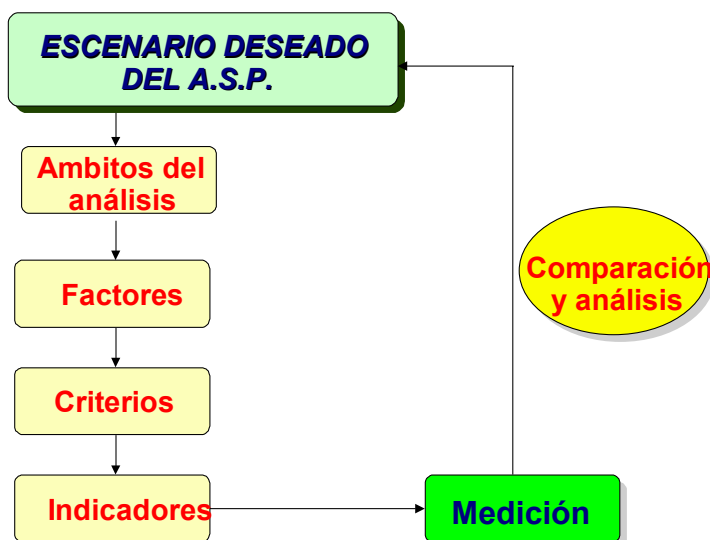 ESCENARIO DESEADO
DEL A.S.P.
Ambitos del
análisis
Factores
Criterios
Indicadores
Comparación
y análisis
Medición